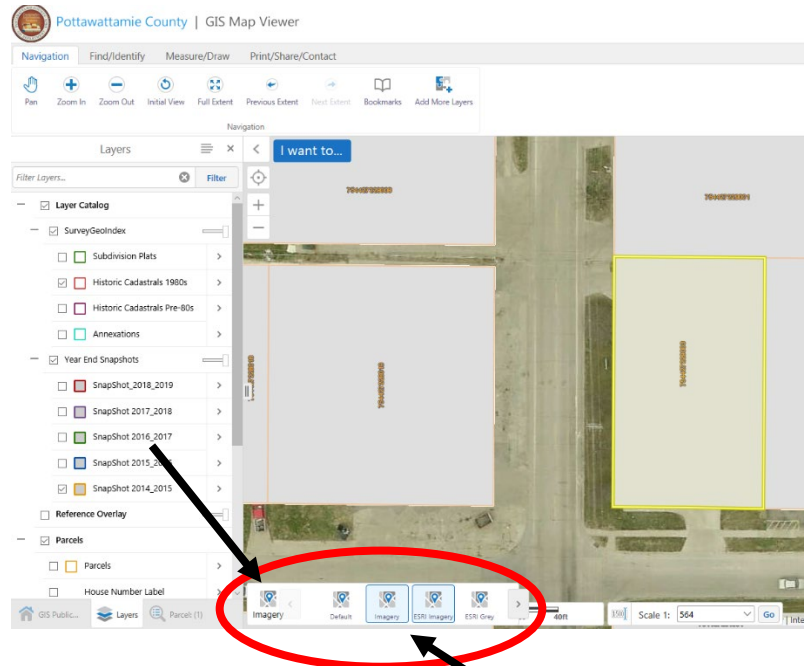 Pottawattamie County | GIS Map Viewer
Navigation Find/Identify Measure/Draw Print/Share/Contact
Pan Zoom In Zoom Out Initial View Full Extent Previous Extent Next Extent Bookmarks Add More Layers
Navigation
Layers
I want to...
Filter Layers... Filter
Layer Catalog
SurveyGeoIndex
Subdivision Plats
Historic Cadastrals 1980s
Historic Cadastrals Pre-80s
Annexations
Year End Snapshots
SnapShot_2018_2019
SnapShot 2017_2018
SnapShot 2016_2017
SnapShot
SnapShot 2014_2015
Reference Overlay
Parcels
Parcels
House Number Label
GIS Public... Layers Parcel: (1)
Imagery Default Imagery ESRI Imagery ESRI Grey
40ft
Scale 1: 564 Go